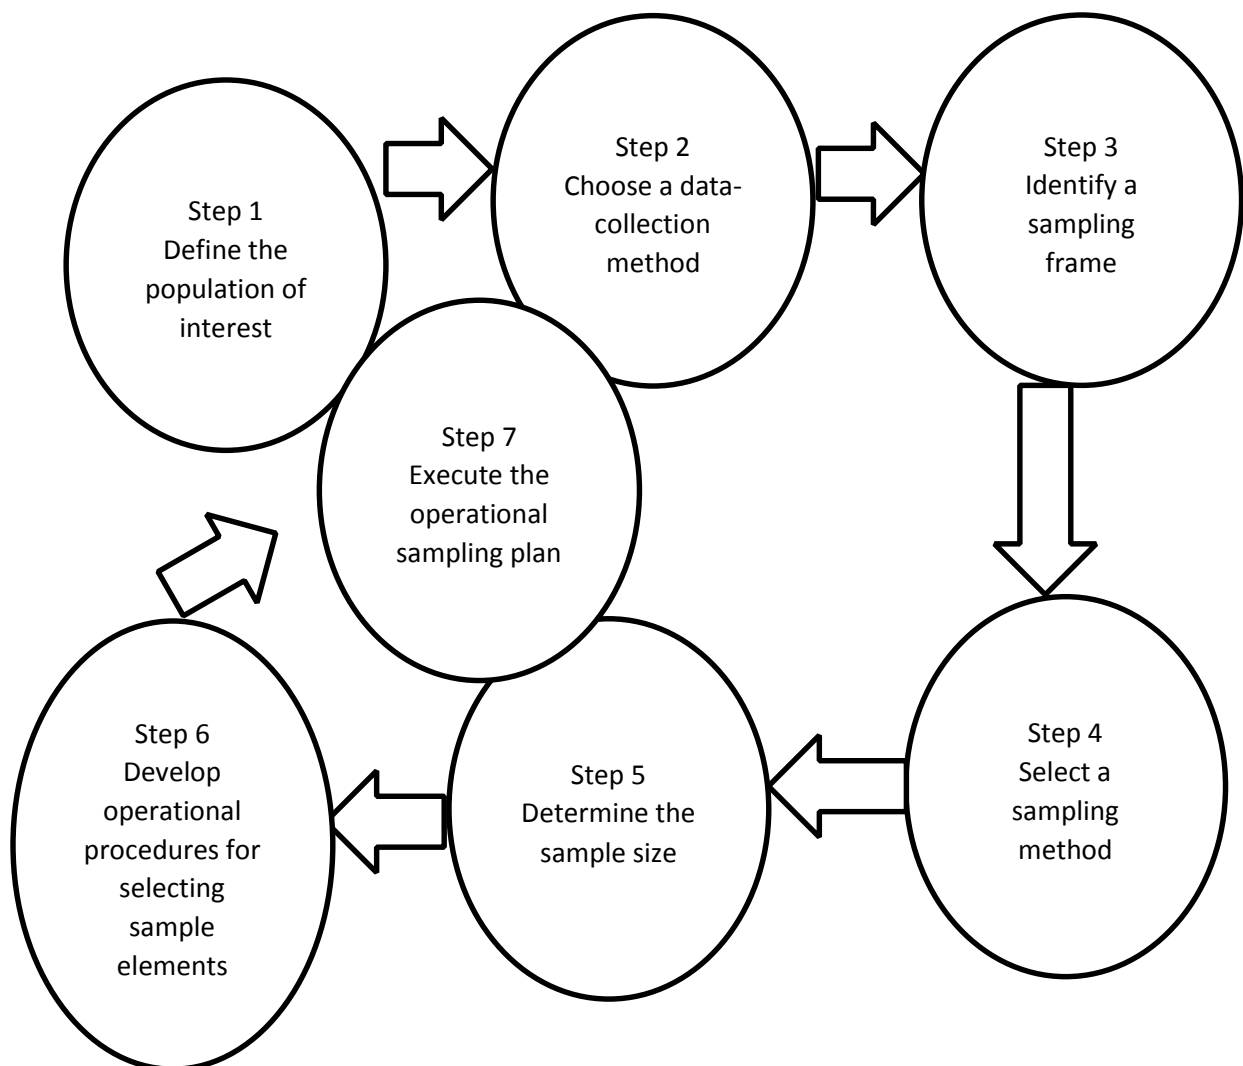 Step 1
Define the
population of
interest
Step 2
Choose a data-
collection
method
Step 3
Identify a
sampling
frame
Step 4
Select a
sampling
method
Step 5
Determine the
sample size
Step 6
Develop
operational
procedures for
selecting
sample
elements
Step 7
Execute the
operational
sampling plan